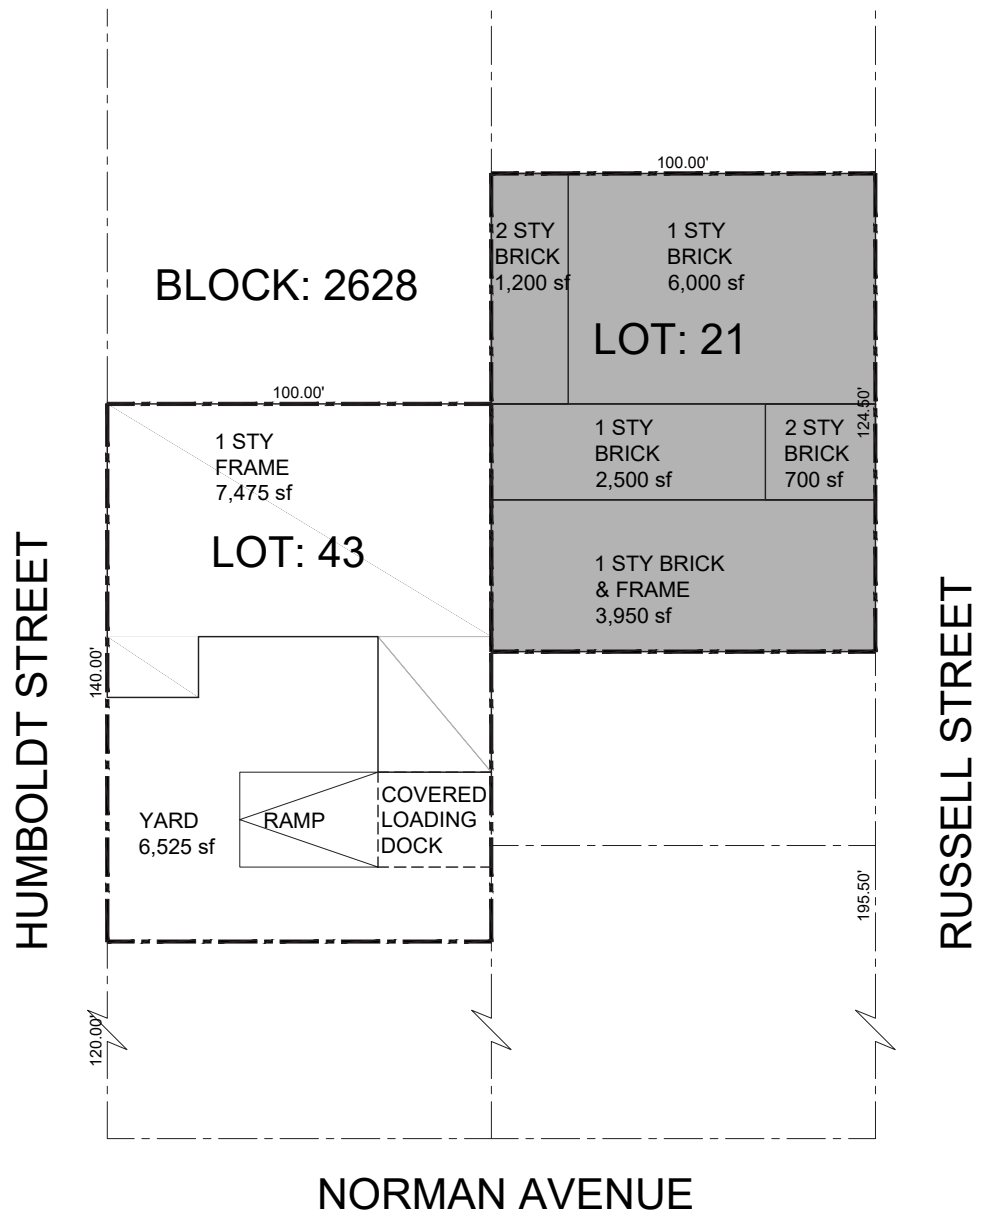 100.00'
2 STY
BRICK
1,200 sf
1 STY
BRICK
6,000 sf
BLOCK: 2628
LOT: 21
100.00'
124.50'
1 STY
FRAME
7,475 sf
1 STY
BRICK
2,500 sf
2 STY
BRICK
700 sf
LOT: 43
1 STY BRICK
& FRAME
3,950 sf
HUMBOLDT STREET
140.00'
RUSSELL STREET
YARD
6,525 sf
RAMP
COVERED
LOADING
DOCK
195.50'
120.00'
NORMAN AVENUE